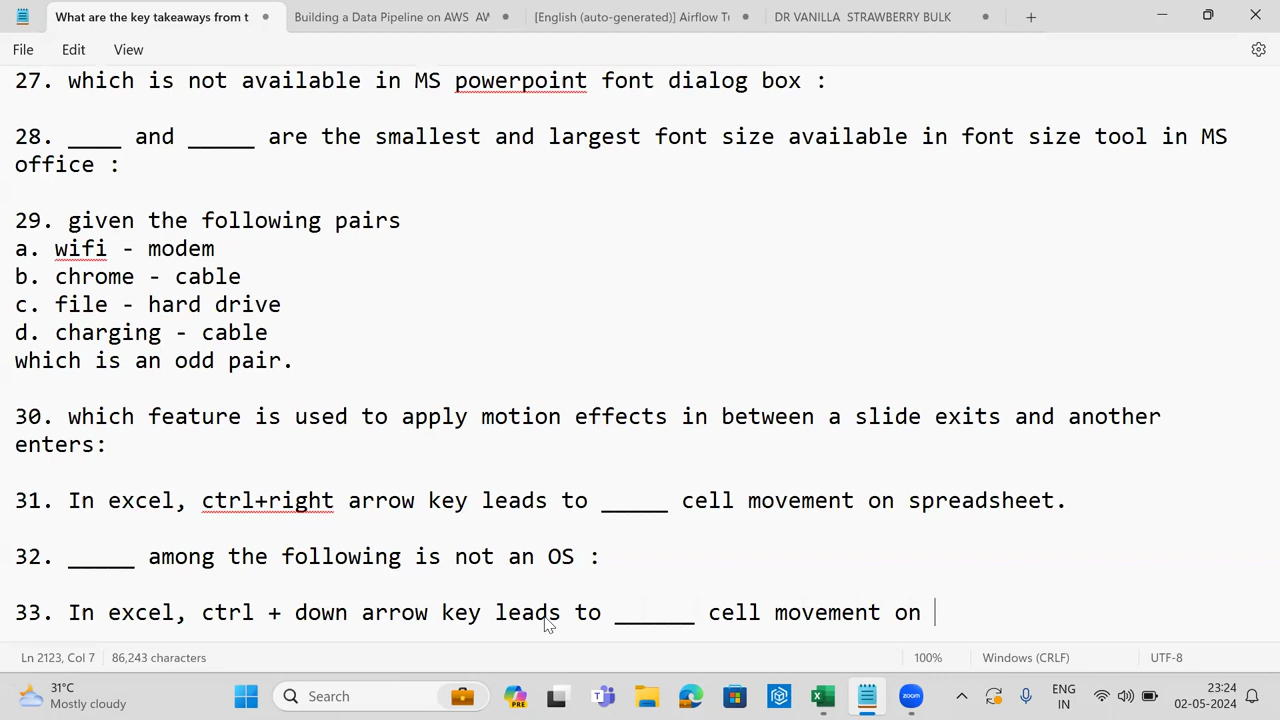 What are the key takeaways from t
Building a Data Pipeline on AWS AW
[English (auto-generated)] Airflow Tu
DR VANILLA STRAWBERRY BULK
File Edit View
27. which is not available in MS powerpoint font dialog box :
28. ____ and _____ are the smallest and largest font size available in font size tool in MS
office :
29. given the following pairs
a. wifi - modem
b. chrome - cable
c. file - hard drive
d. charging - cable
which is an odd pair.
30. which feature is used to apply motion effects in between a slide exits and another
enters:
31. In excel, ctrl+right arrow key leads to _____ cell movement on spreadsheet.
32. _____ among the following is not an OS :
33. In excel, ctrl + down arrow key leads to ______ cell movement on
Ln 2123, Col 7 86,243 characters 100% Windows (CRLF) UTF-8
31°C
Mostly cloudy
Search
PRE
zoom
ENG
IN
23:24
02-05-2024